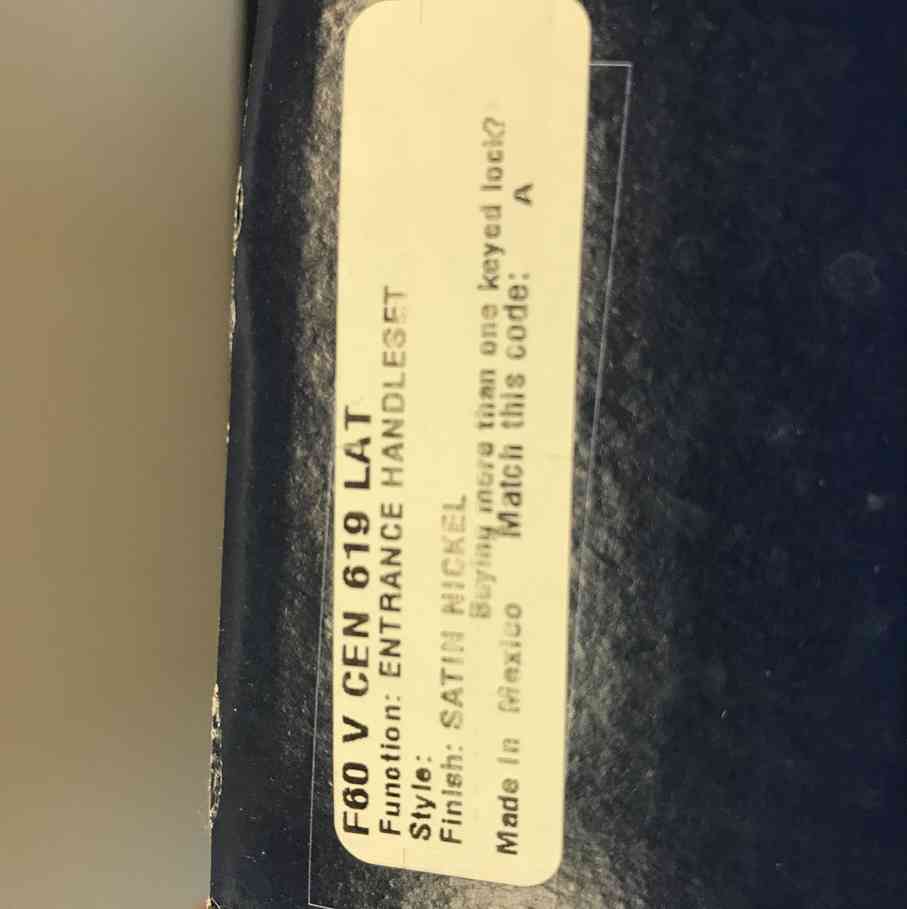 F60 V CEN 619 LAT
Function: ENTRANCE HANDLESET
Style:
Finish: SATIN NICKEL
Buying more than one keyed lock?
Made in Mexico Match this code: A